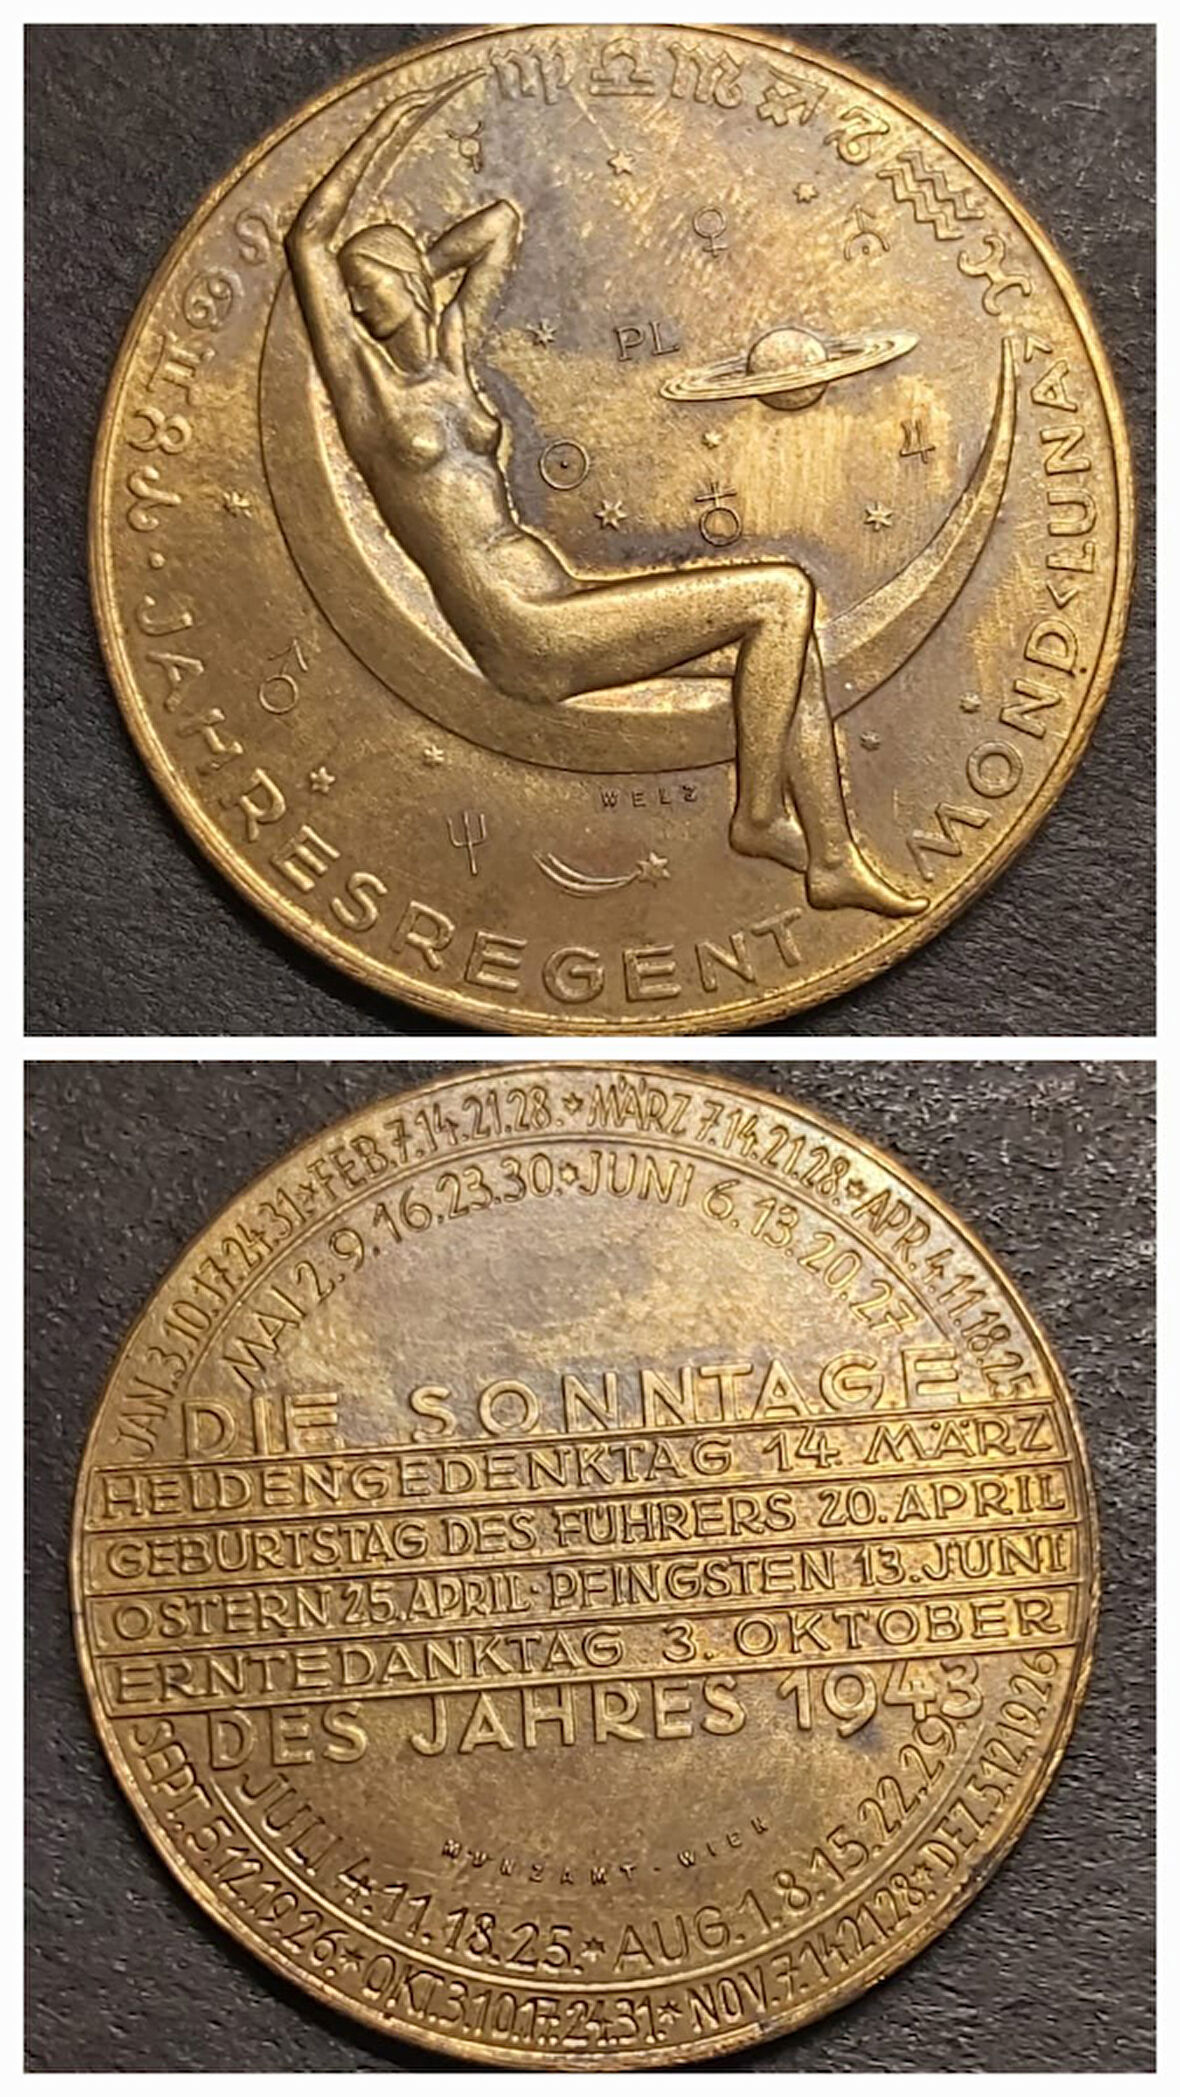 ♈ ♉ ♊ ♋ ♌ ♍ ♎ ♏ ♐ ♑ ♒ ♓
PL
WELZ
· JAHRESREGENT MOND <LUNA>
JAN. 3.10.17.24.31.*FEB.7.14.21.28.*MÄRZ 7.14.21.28.*APR. 4.11.18.25
MAI 2.9.16.23.30.*JUNI 6.13.20.27
DIE SONNTAGE
HELDENGEDENKTAG 14. MÄRZ
GEBURTSTAG DES FÜHRERS 20. APRIL
OSTERN 25. APRIL · PFINGSTEN 13. JUNI
ERNTEDANKTAG 3. OKTOBER
DES JAHRES 1943
MÜNZAMT · WIEN
JULI 4.11.18.25.* AUG. 1.8.15.22.29.
SEPT. 5.12.19.26.*OKT.3.10.17.24.31.* NOV. 7.14.21.28.*DEZ. 5.12.19.26